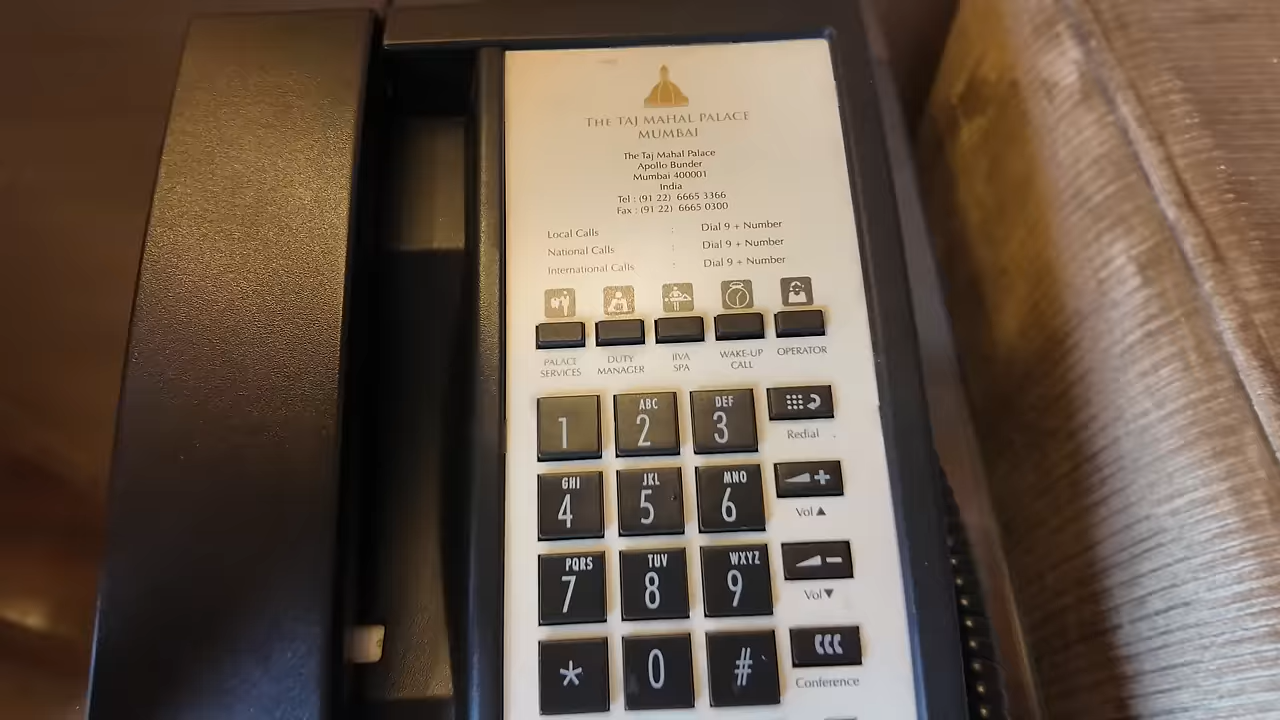 THE TAJ MAHAL PALACE
MUMBAI
The Taj Mahal Palace
Apollo Bunder
Mumbai 400001
India
Tel : (91 22) 6665 3366
Fax : (91 22) 6665 0300
Local Calls : Dial 9 + Number
National Calls : Dial 9 + Number
International Calls : Dial 9 + Number
PALACE SERVICES
DUTY MANAGER
JIVA SPA
WAKE-UP CALL
OPERATOR
1 ABC 2 DEF 3
Redial
GHI 4 JKL 5 MNO 6
Vol▲
PQRS 7 TUV 8 WXYZ 9
Vol▼
* 0 #
Conference